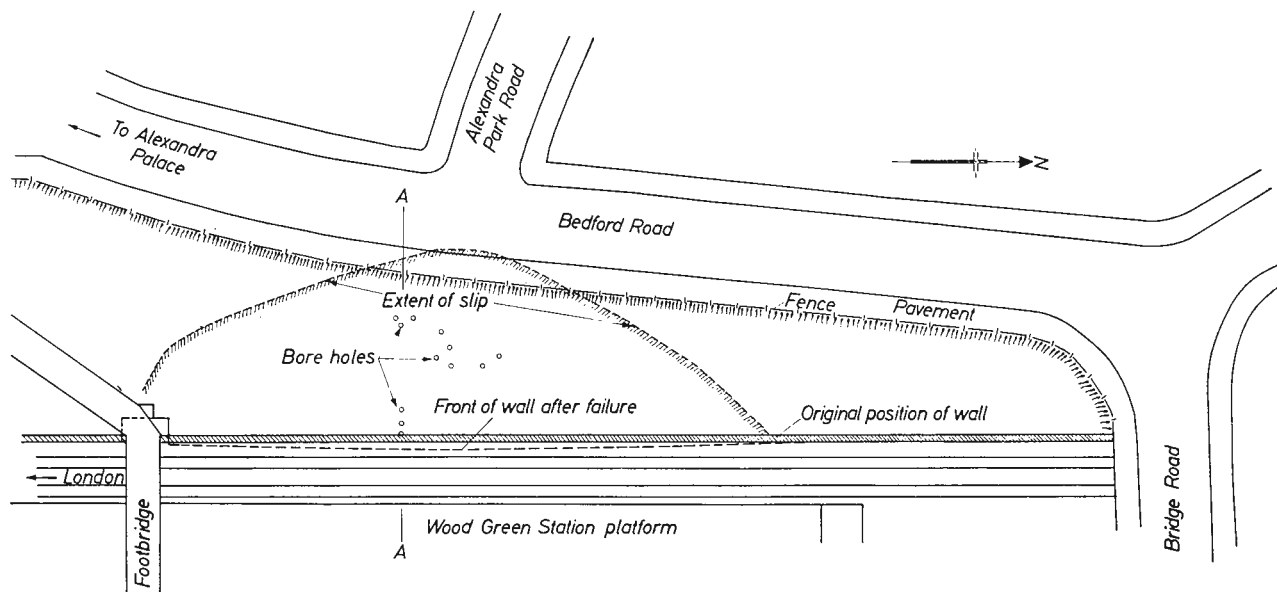 Alexandra
Park Road
To Alexandra
Palace
N
A
Bedford Road
Extent of slip
Fence
Pavement
Bore holes
Front of wall after failure
Original position of wall
London
Wood Green Station platform
A
Footbridge
Bridge Road